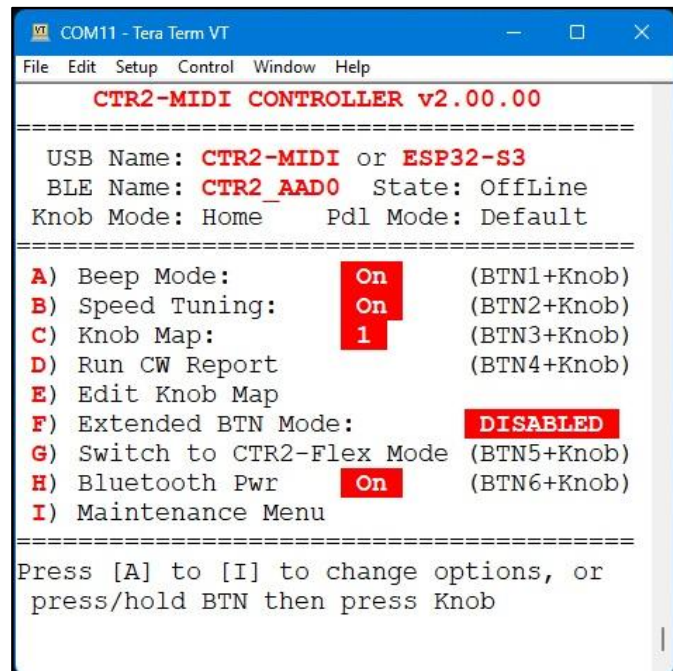 COM11 - Tera Term VT
File Edit Setup Control Window Help
CTR2-MIDI CONTROLLER v2.00.00
========================================
USB Name: CTR2-MIDI or ESP32-S3
BLE Name: CTR2_AAD0 State: OffLine
Knob Mode: Home Pdl Mode: Default
========================================
A) Beep Mode: On (BTN1+Knob)
B) Speed Tuning: On (BTN2+Knob)
C) Knob Map: 1 (BTN3+Knob)
D) Run CW Report (BTN4+Knob)
E) Edit Knob Map
F) Extended BTN Mode: DISABLED
G) Switch to CTR2-Flex Mode (BTN5+Knob)
H) Bluetooth Pwr On (BTN6+Knob)
I) Maintenance Menu
========================================
Press [A] to [I] to change options, or
press/hold BTN then press Knob